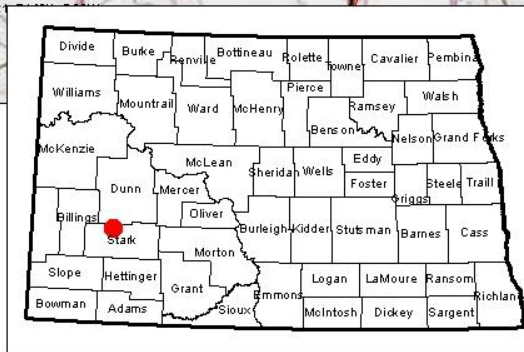 Divide Burke Renville Bottineau Rolette Towner Cavalier Pembina
Williams Mountrail Ward McHenry Pierce Ramsey Walsh
Benson Nelson Grand Forks
McKenzie McLean Sheridan Wells Eddy
Dunn Mercer Foster Griggs Steele Traill
Billings Oliver Burleigh Kidder Stutsman Barnes Cass
Stark Morton
Slope Hettinger Grant Emmons Logan LaMoure Ransom Richland
Bowman Adams Sioux McIntosh Dickey Sargent